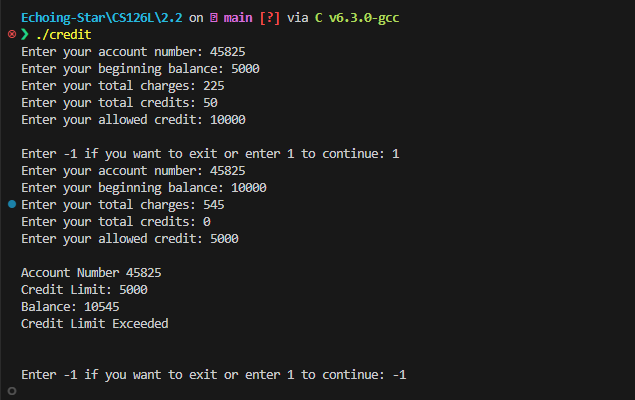 Echoing-Star\CS126L\2.2 on main [?] via C v6.3.0-gcc
❯ ./credit
Enter your account number: 45825
Enter your beginning balance: 5000
Enter your total charges: 225
Enter your total credits: 50
Enter your allowed credit: 10000
Enter -1 if you want to exit or enter 1 to continue: 1
Enter your account number: 45825
Enter your beginning balance: 10000
Enter your total charges: 545
Enter your total credits: 0
Enter your allowed credit: 5000
Account Number 45825
Credit Limit: 5000
Balance: 10545
Credit Limit Exceeded
Enter -1 if you want to exit or enter 1 to continue: -1